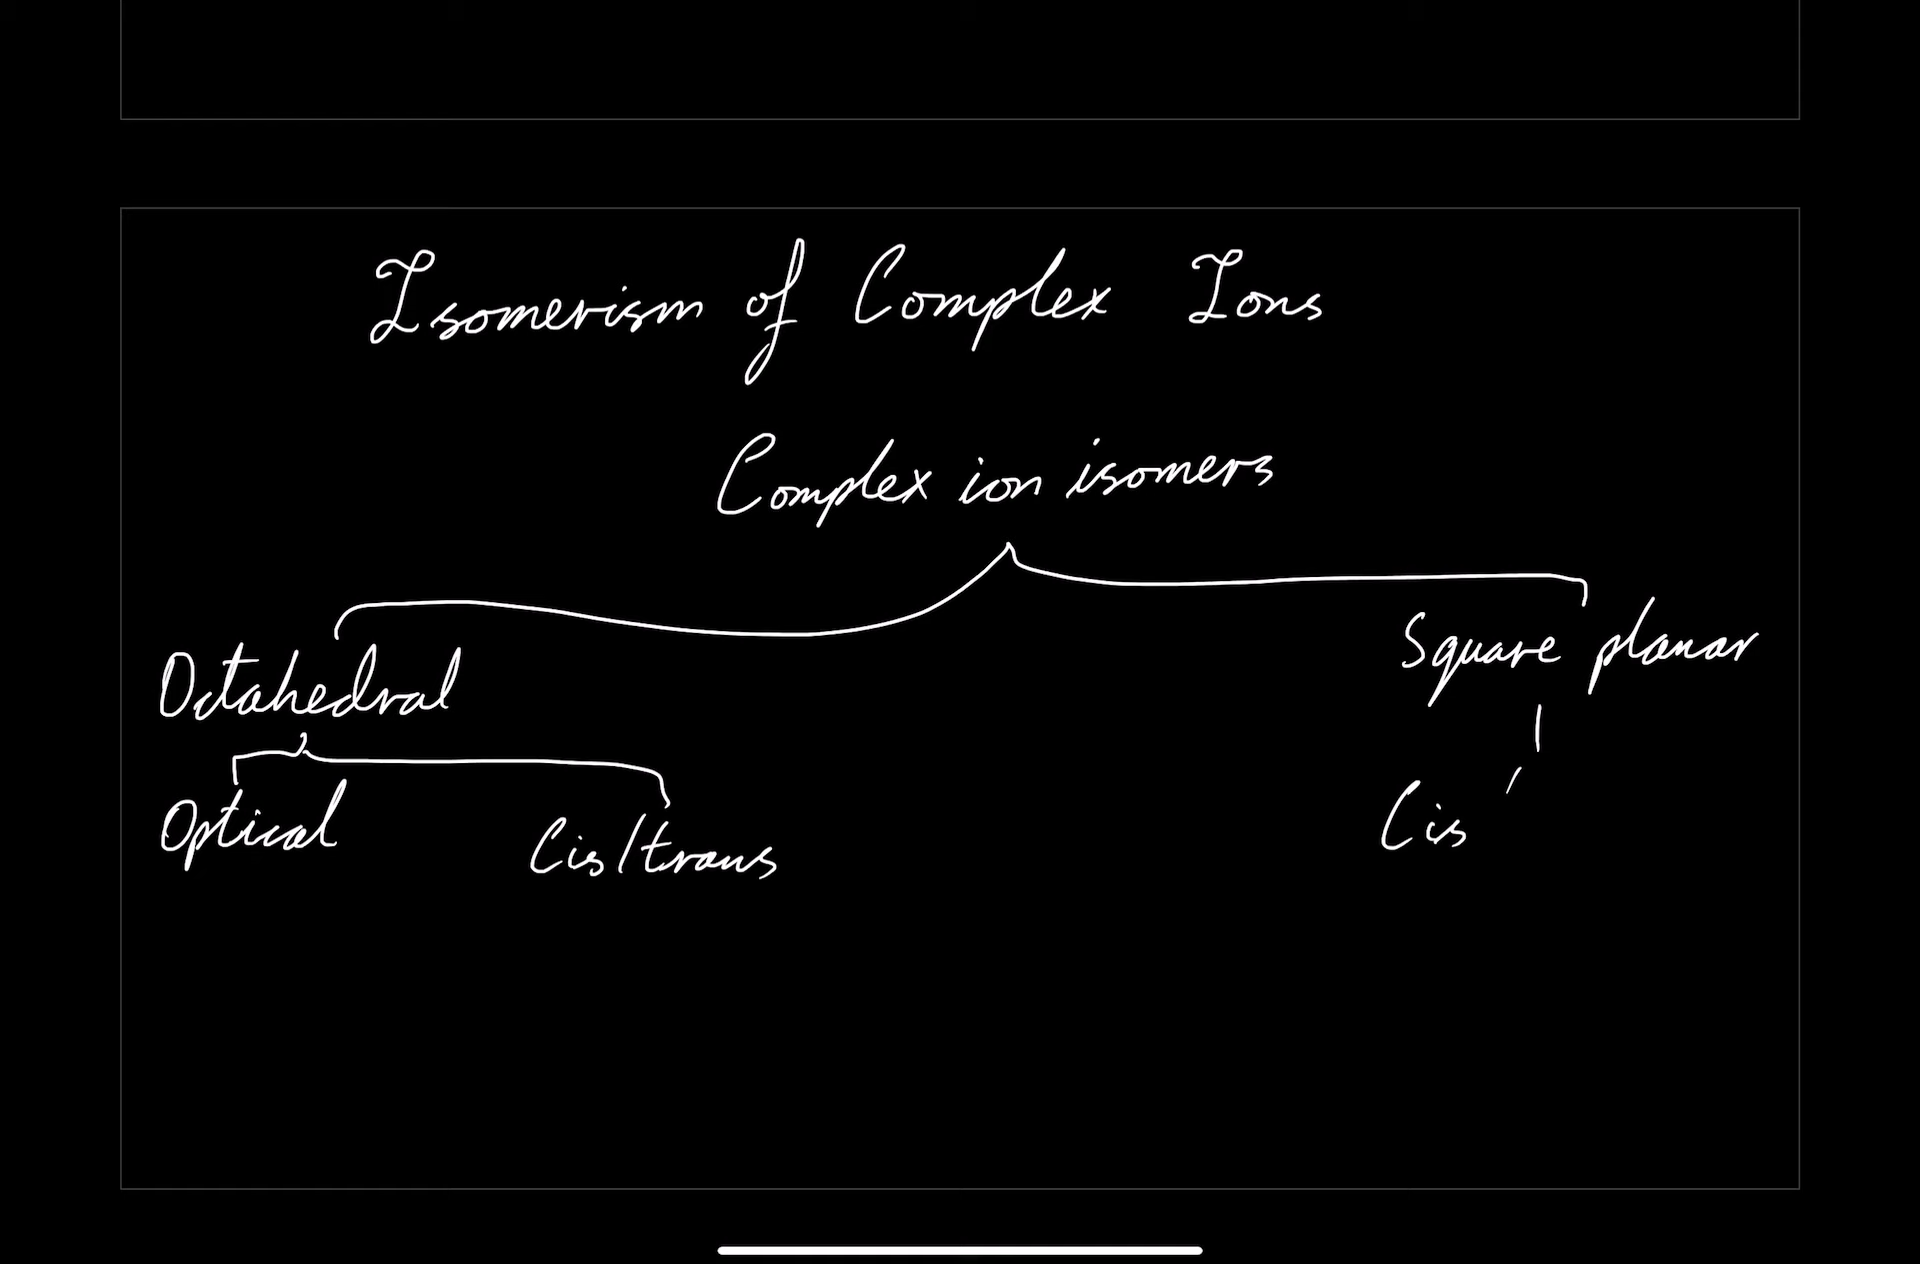 Isomerism of Complex Ions
Complex ion isomers
Octahedral
Square planar
Optical
Cis/trans
Cis